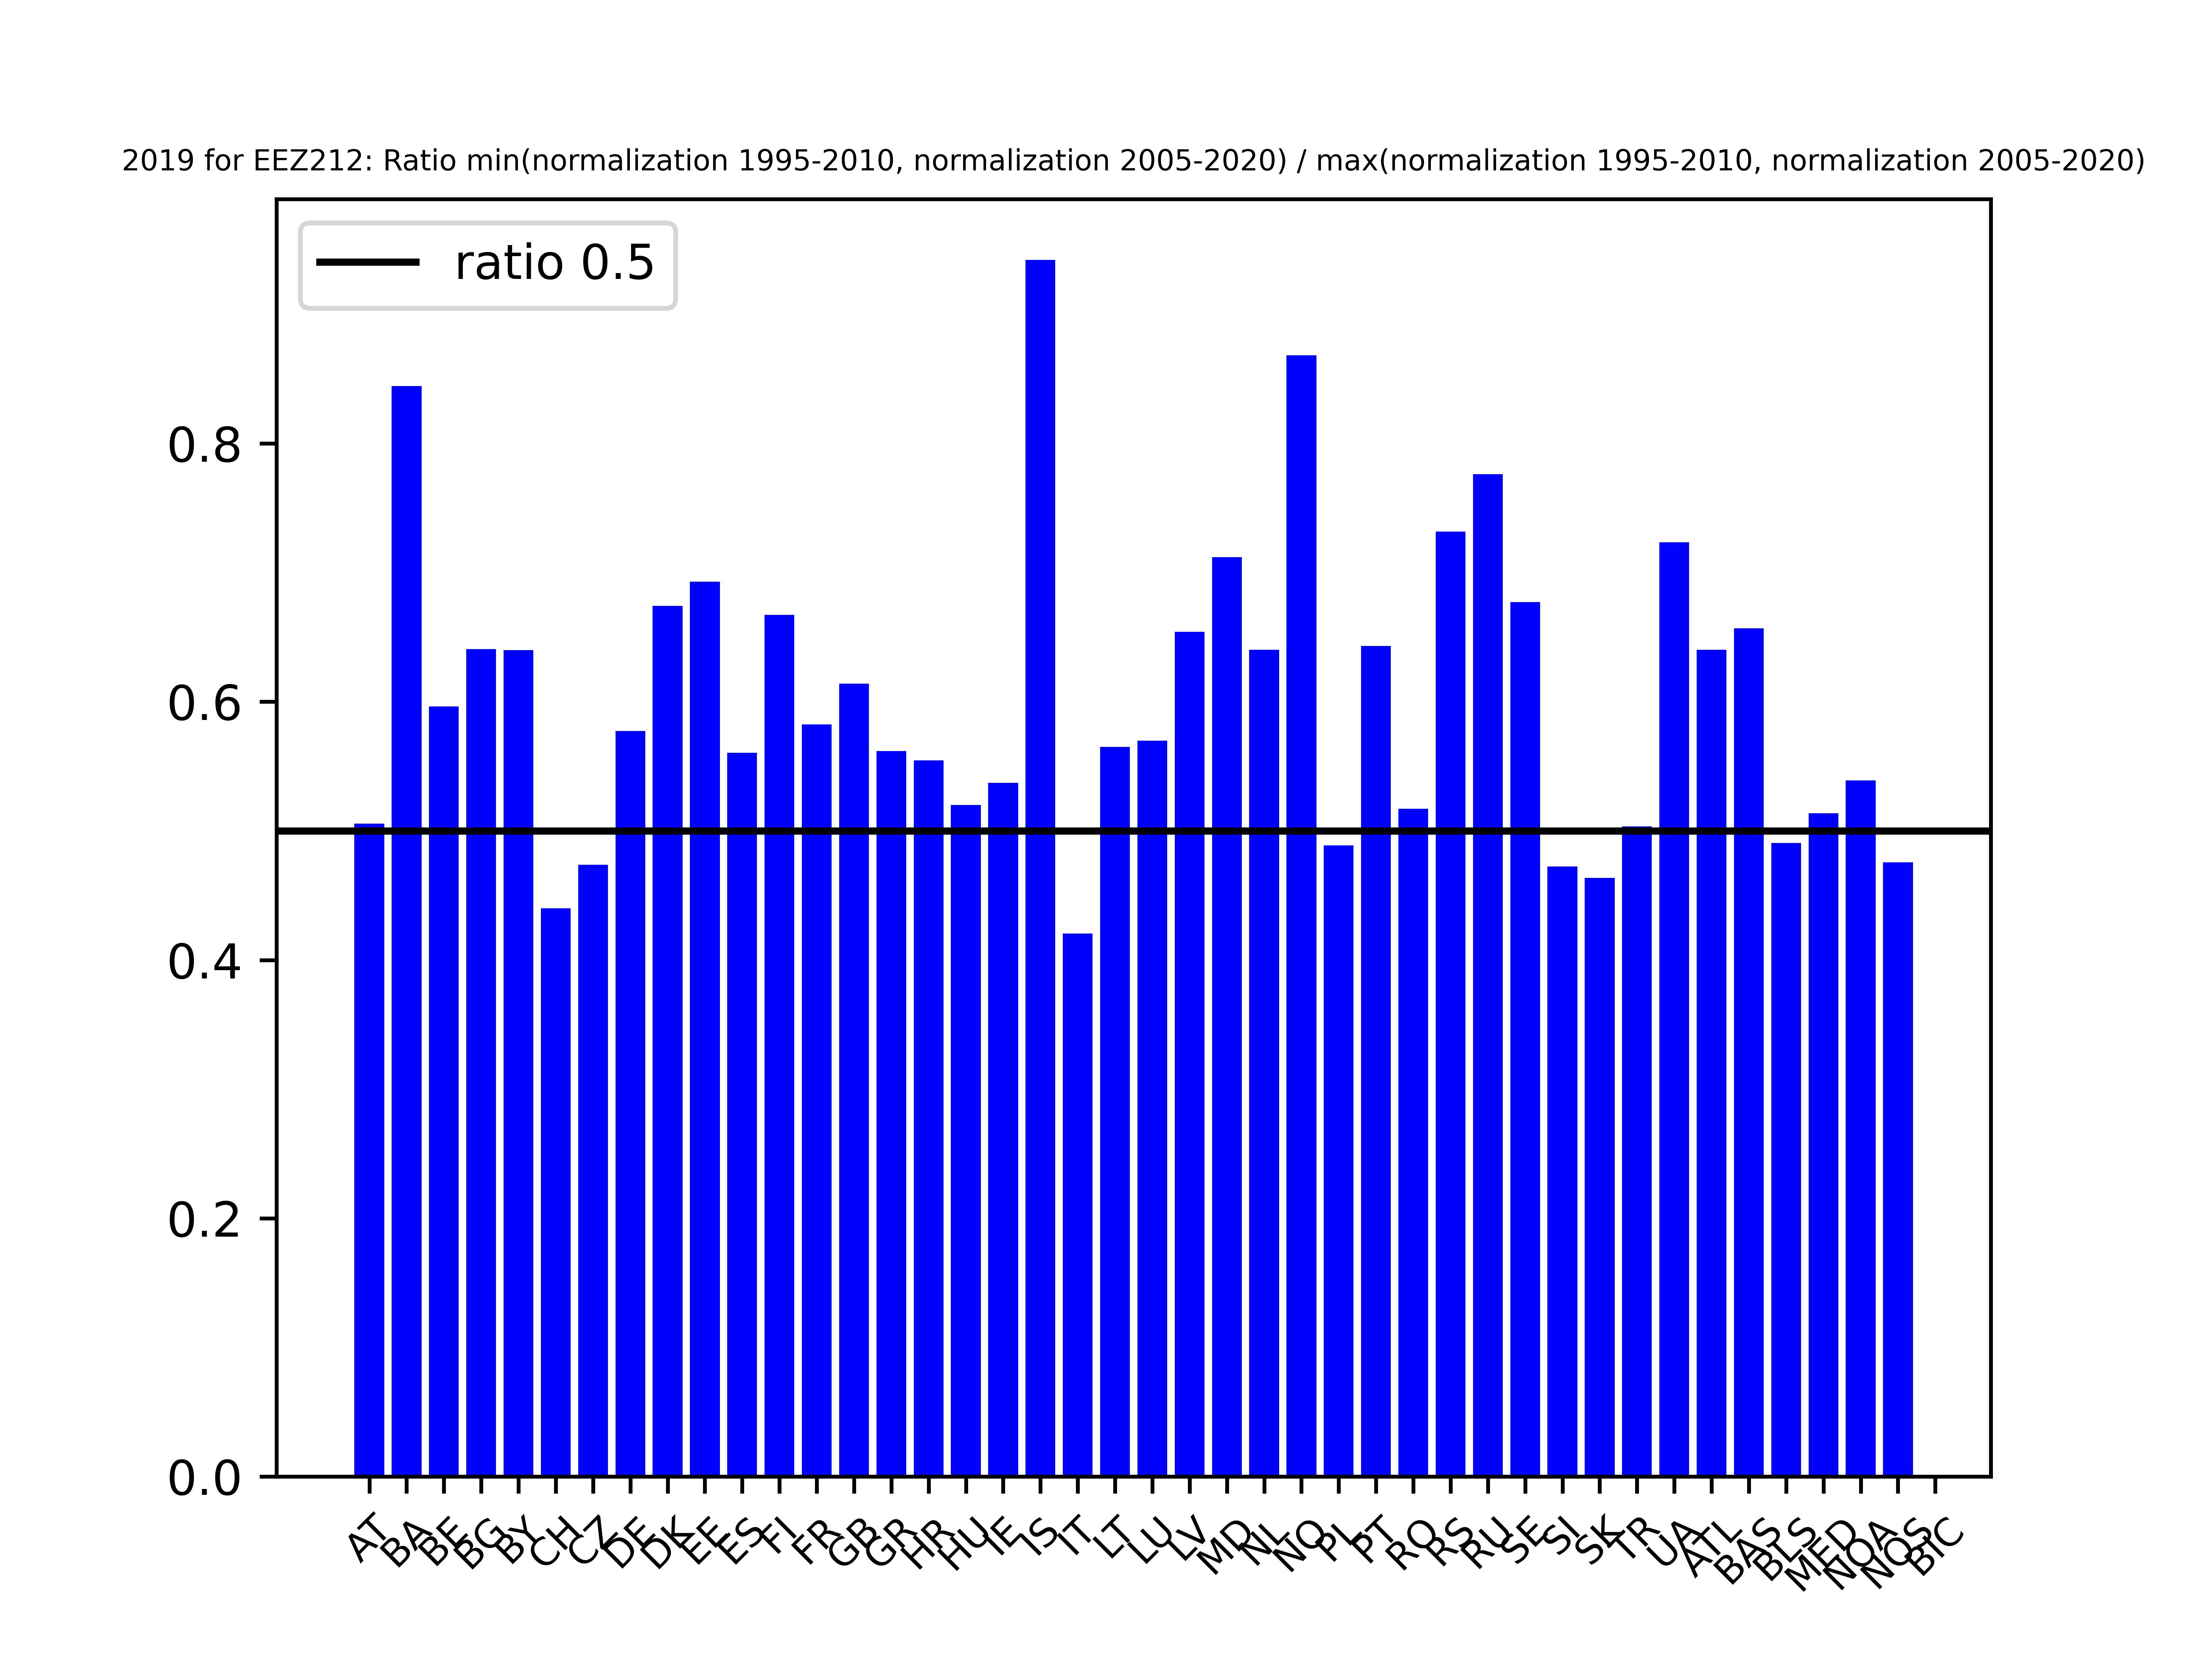 2019 for EEZ212: Ratio min(normalization 1995-2010, normalization 2005-2020) / max(normalization 1995-2010, normalization 2005-2020)
ratio 0.5
0.8
0.6
0.4
0.2
0.0
AT BA BE BG BY CH CZ DE DK EE ES FI FR GB GR HR HU IE IS IT LT LU LV MD NL NO PL PT RO RS RU SE SI SK TR UA ATL BAS BLS MED NOA NOS BIC